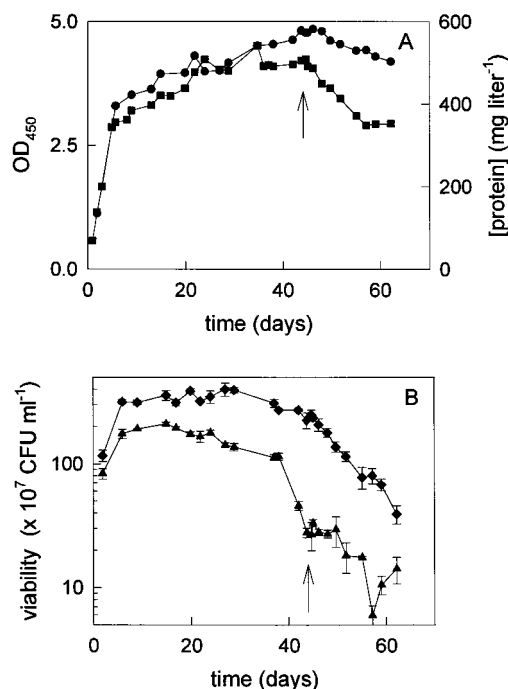 A
5.0
2.5
0.0
OD450
600
400
200
0
[protein] (mg liter-1)
0
20
40
60
time (days)
B
100
10
viability (x 10^7 CFU ml-1)
0
20
40
60
time (days)